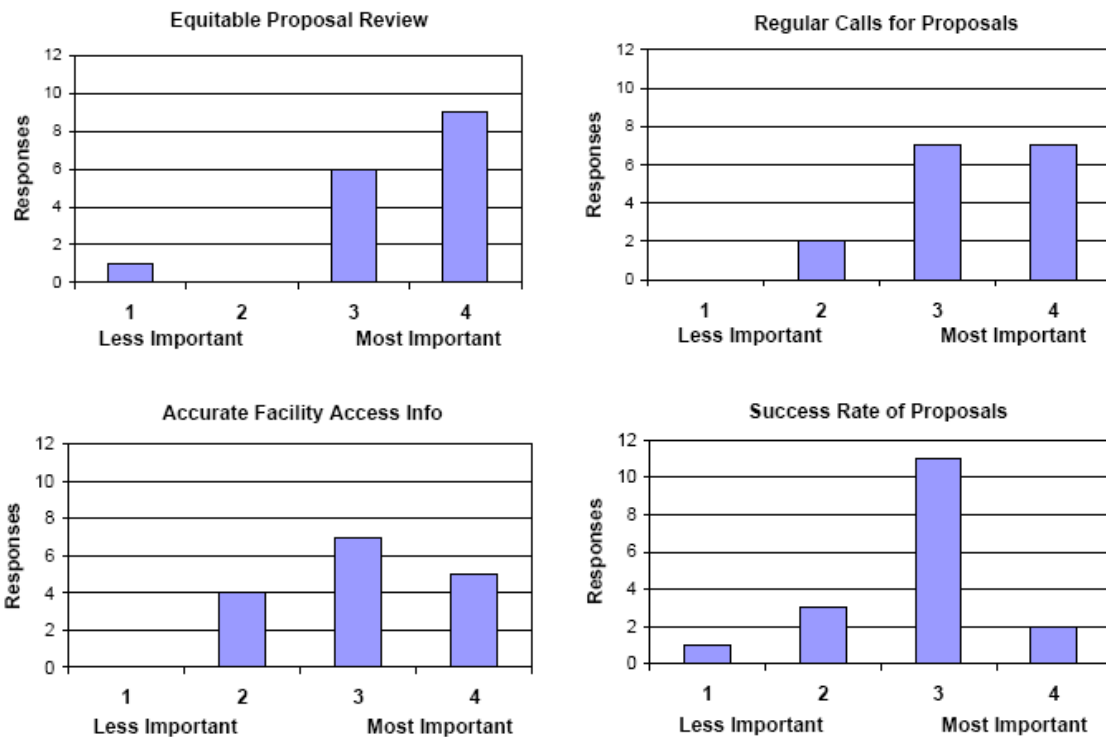 Equitable Proposal Review
12
10
8
6
4
2
0
Responses
1 2 3 4
Less Important Most Important
Regular Calls for Proposals
12
10
8
6
4
2
0
Responses
1 2 3 4
Less Important Most Important
Accurate Facility Access Info
12
10
8
6
4
2
0
Responses
1 2 3 4
Less Important Most Important
Success Rate of Proposals
12
10
8
6
4
2
0
Responses
1 2 3 4
Less Important Most Important